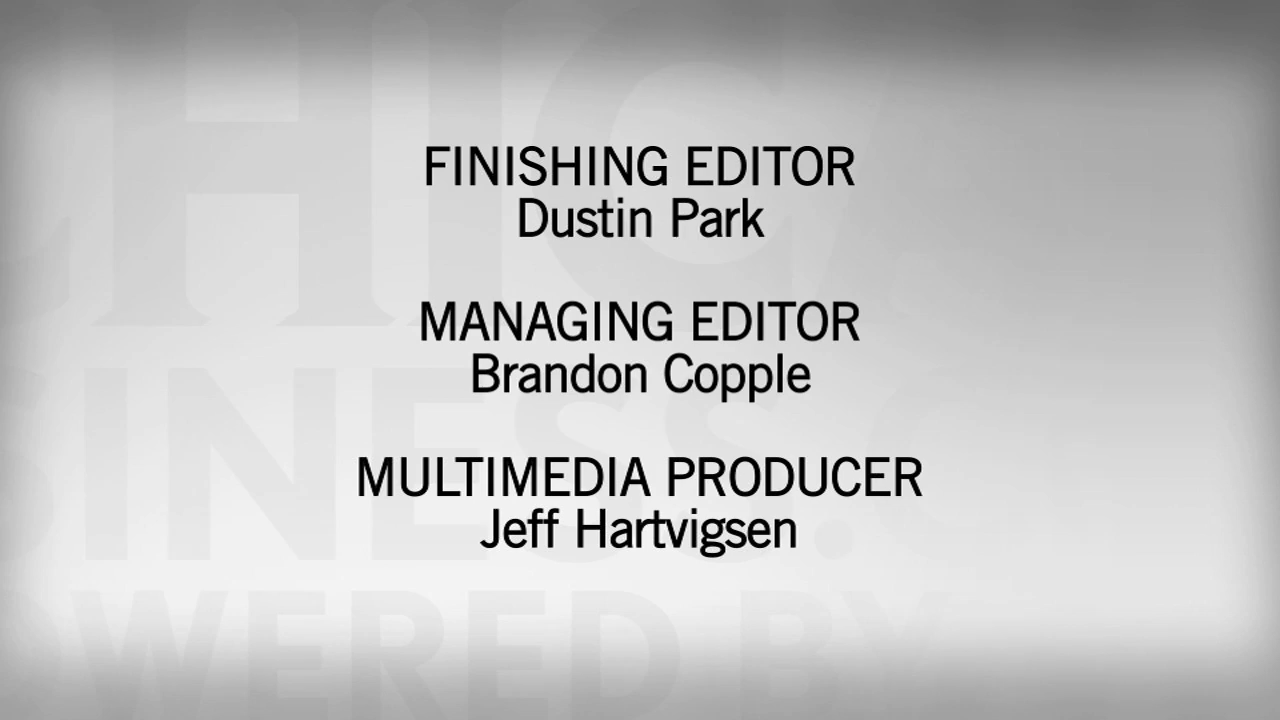 FINISHING EDITOR
Dustin Park
MANAGING EDITOR
Brandon Copple
MULTIMEDIA PRODUCER
Jeff Hartvigsen